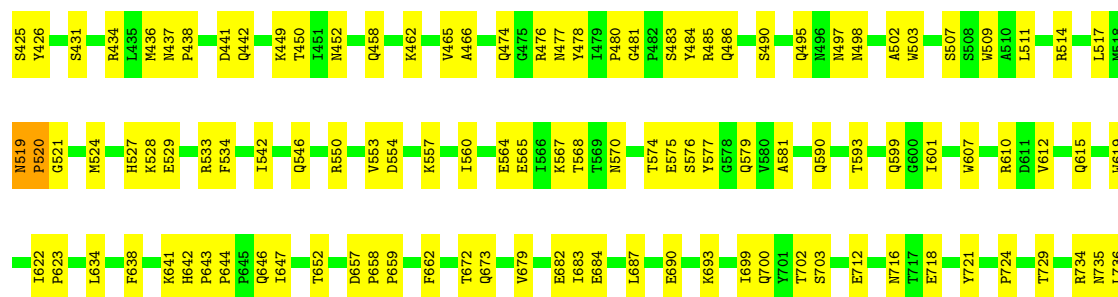 S425 Y426 S431 R434 L435 M436 N437 P438 D441 Q442 K449 T450 I451 N452 Q458 K462 V465 A466 Q474 G475 R476 N477 Y478 I479 P480 G481 P482 S483 Y484 R485 Q486 S490 Q495 N496 N497 N498 A502 W503 S507 S508 W509 A510 L511 R514 L517 M518
N519 P520 G521 M524 H527 K528 E529 R533 F534 I542 Q546 R550 V553 D554 K557 I560 E564 E565 I566 K567 T568 T569 N570 T574 E575 S576 Y577 G578 Q579 V580 A581 Q590 T593 Q599 G600 I601 W607 R610 D611 V612 Q615 W619
I622 P623 L634 F638 K641 H642 P643 P644 P645 Q646 I647 T652 D657 P658 P659 F662 T672 Q673 V679 E682 I683 E684 L687 E690 K693 I699 Q700 Y701 T702 S703 E712 N716 T717 E718 Y721 P724 T729 R734 N735